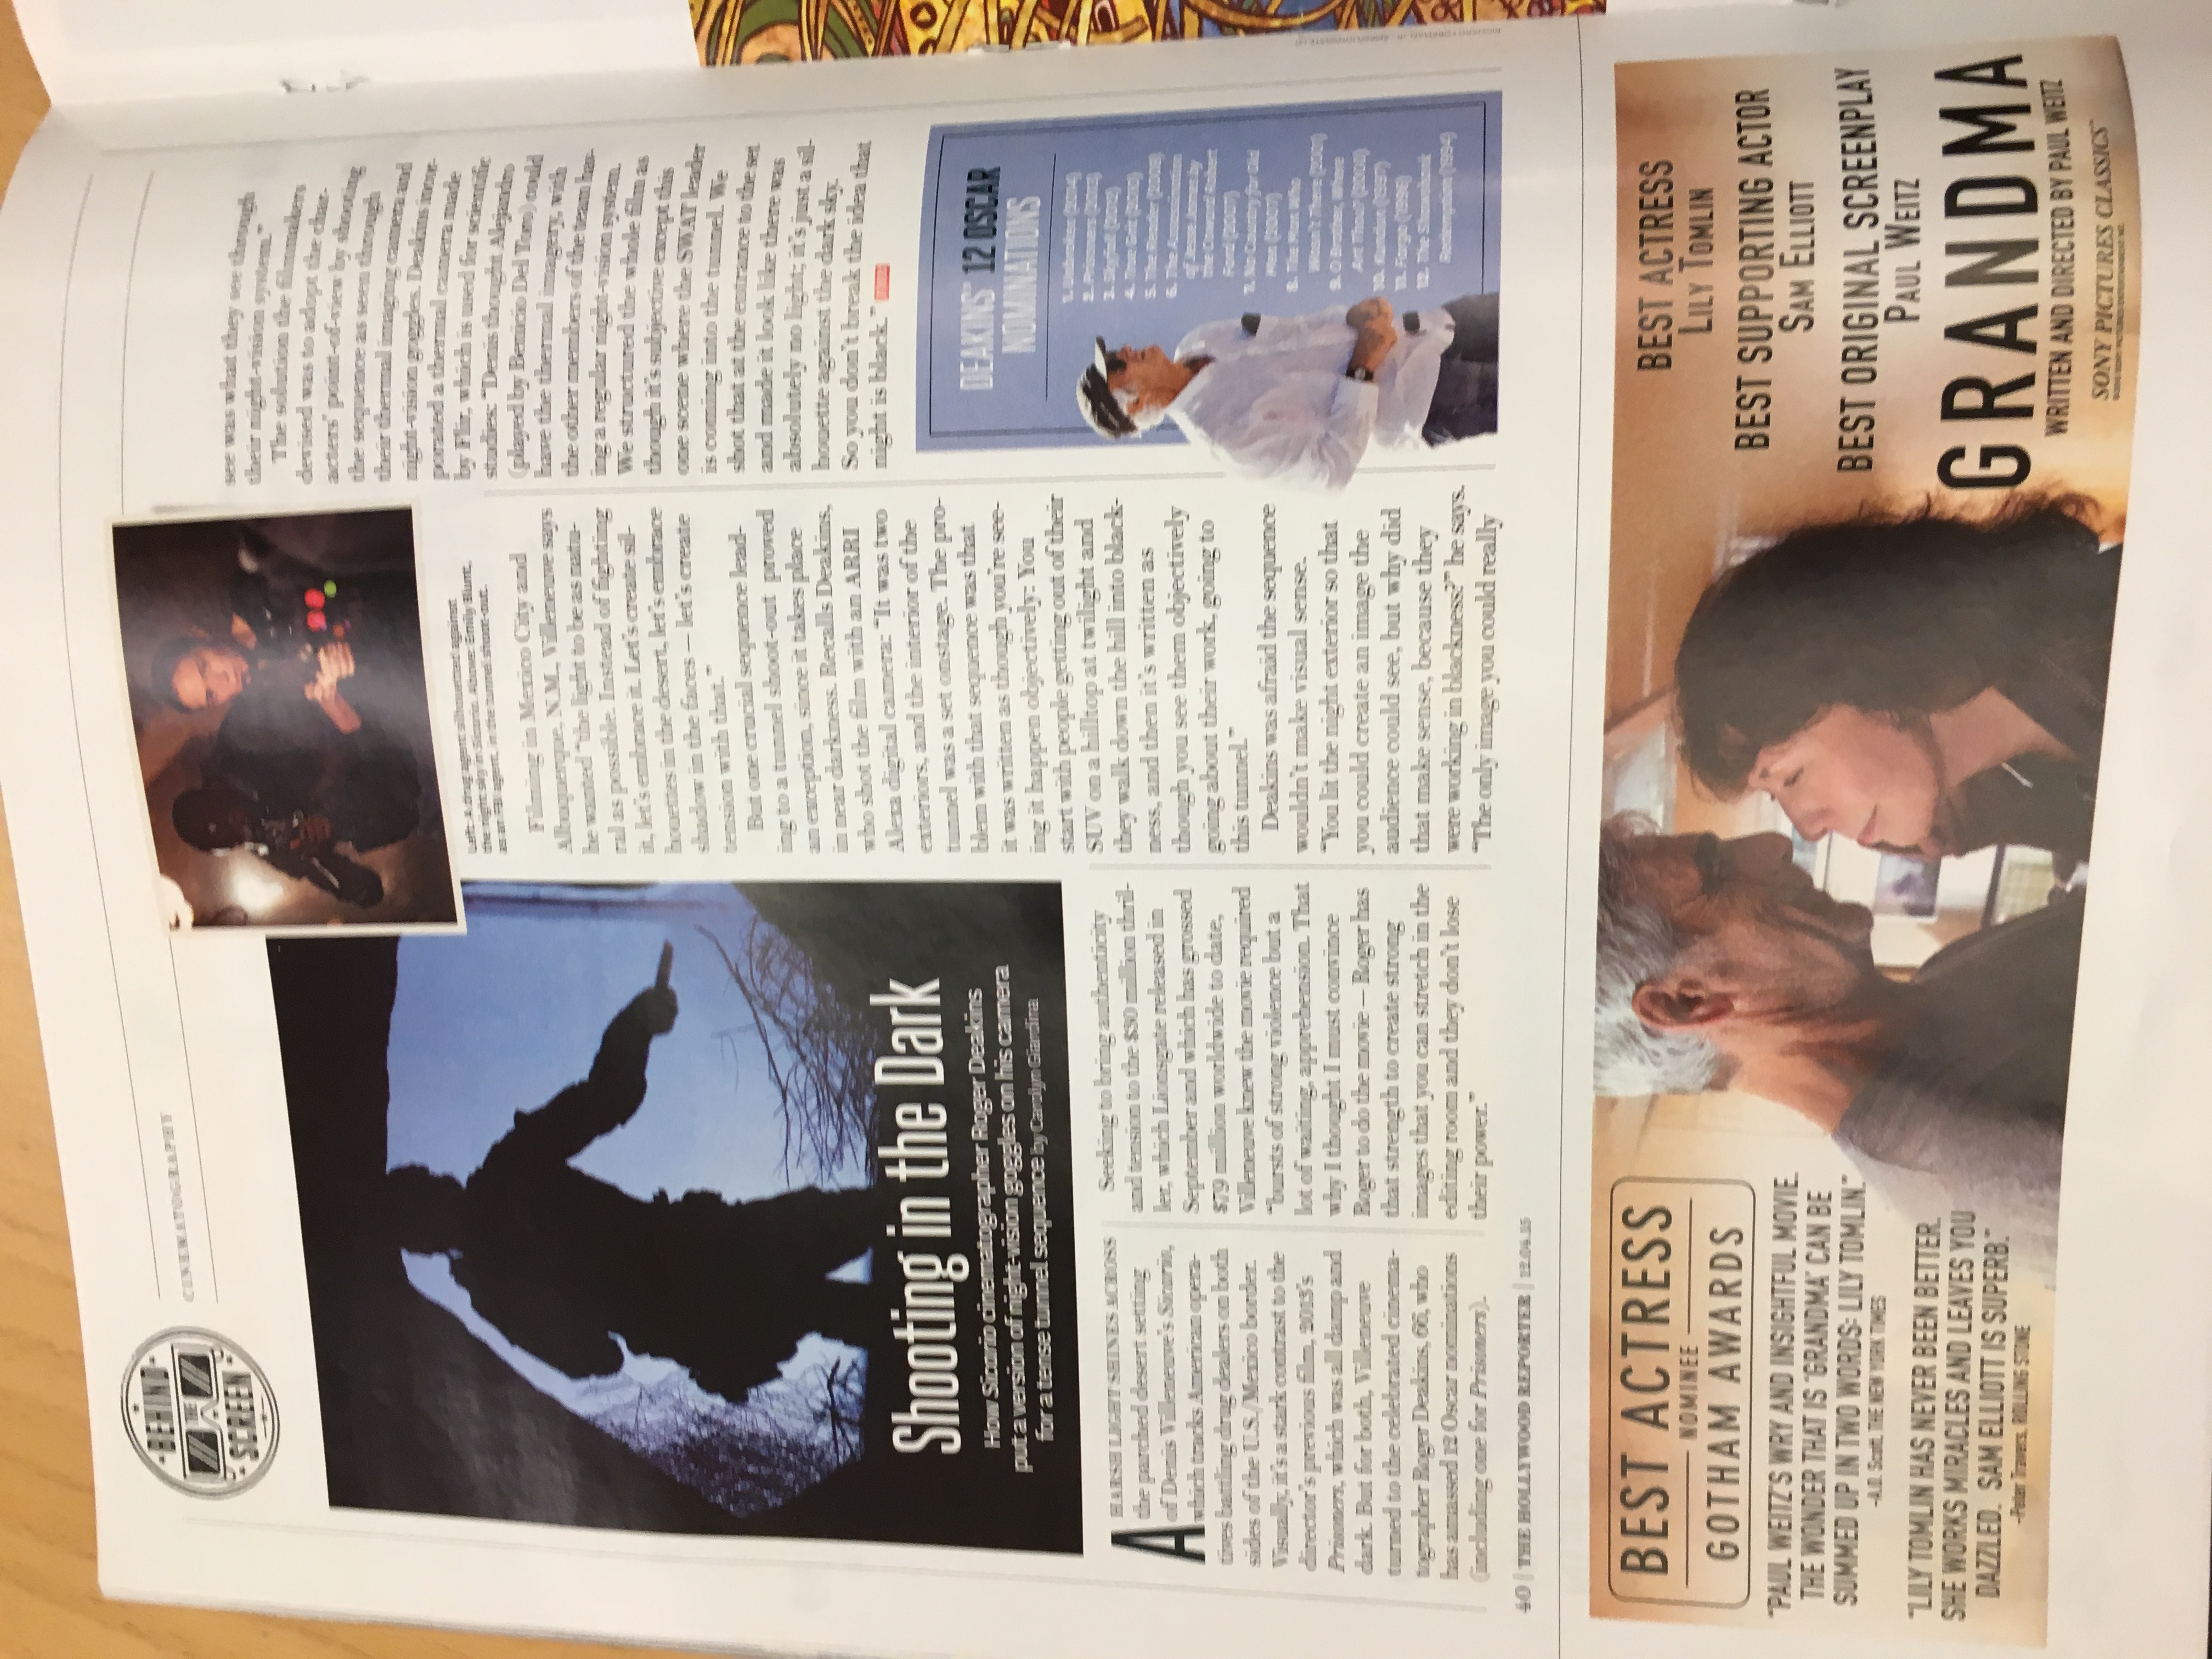 BEHIND
THE
SCREEN
CINEMATOGRAPHY
Shooting in the Dark
How Sicario cinematographer Roger Deakins
put a version of night-vision goggles on his camera
for a tense tunnel sequence by Carolyn Giardina
A HARSH LIGHT SHINES ACROSS
the parched desert setting
of Denis Villeneuve's Sicario,
which tracks American opera-
tives battling drug dealers on both
sides of the U.S./Mexico border.
Visually, it's a stark contrast to the
director's previous film, 2013's
Prisoners, which was all damp and
dark. But for both, Villeneuve
turned to the celebrated cinema-
tographer Roger Deakins, 66, who
has amassed 12 Oscar nominations
(including one for Prisoners).
Seeking to bring authenticity
and tension to the $30 million thril-
ler, which Lionsgate released in
September and which has grossed
$79 million worldwide to date,
Villeneuve knew the movie required
"bursts of strong violence but a
lot of waiting, apprehension. That
why I thought I must convince
Roger to do the movie — Roger has
that strength to create strong
images that you can stretch in the
editing room and they don't lose
their power."
Left: A drug agent silhouetted against
the night sky in Sicario. Above: Emily Blunt,
as an FBI agent, in the tunnel shoot-out.
Filming in Mexico City and
Albuquerque, N.M., Villeneuve says
he wanted "the light to be as natu-
ral as possible. Instead of fighting
it, let's embrace it. Let's create sil-
houettes in the desert, let's embrace
shadow in the faces — let's create
tension with that."
But one crucial sequence lead-
ing to a tunnel shoot-out proved
an exception, since it takes place
in near darkness. Recalls Deakins,
who shot the film with an ARRI
Alexa digital camera: "It was two
exteriors, and the interior of the
tunnel was a set onstage. The pro-
blem with that sequence was that
it was written as though you're see-
ing it happen objectively: You
start with people getting out of their
SUV on a hilltop at twilight and
they walk down the hill into black-
ness, and then it's written as
though you see them objectively
going about their work, going to
this tunnel."
Deakins was afraid the sequence
wouldn't make visual sense.
"You lit the night exterior so that
you could create an image the
audience could see, but why did
that make sense, because they
were working in blackness?" he says.
"The only image you could really
see was what they see through
their night-vision system."
The solution the filmmakers
devised was to adopt the char-
acters' point-of-view by shooting
the sequence as seen through
their thermal imaging camera and
night-vision goggles. Deakins incor-
porated a thermal camera made
by Flir, which is used for scientific
studies: "Denis thought Alejandro
(played by Benicio Del Toro) could
have the thermal imagery, with
the other members of the team hav-
ing a regular night-vision system.
We structured the whole film as
though it's subjective except this
one scene where the SWAT leader
is coming into the tunnel. We
shot that at the entrance to the set
and made it look like there was
absolutely no light; it's just a sil-
houette against the dark sky.
So you don't break the idea that
night is black."
DEAKINS' 12 OSCAR
NOMINATIONS
1. Unbroken (2014)
2. Prisoners (2013)
3. Skyfall (2012)
4. True Grit (2010)
5. The Reader (2008)
6. The Assassination
of Jesse James by
the Coward Robert
Ford (2007)
7. No Country for Old
Men (2007)
8. The Man Who
Wasn't There (2001)
9. O Brother, Where
Art Thou? (2000)
10. Kundun (1997)
11. Fargo (1996)
12. The Shawshank
Redemption (1994)
40 | THE HOLLYWOOD REPORTER | 12.04.15
BEST ACTRESS
NOMINEE
GOTHAM AWARDS
"PAUL WEITZ'S WRY AND INSIGHTFUL MOVIE.
THE WONDER THAT IS 'GRANDMA' CAN BE
SUMMED UP IN TWO WORDS: LILY TOMLIN."
-A.O. Scott, THE NEW YORK TIMES
"LILY TOMLIN HAS NEVER BEEN BETTER.
SHE WORKS MIRACLES AND LEAVES YOU
DAZZLED. SAM ELLIOTT IS SUPERB."
-Peter Travers, ROLLING STONE
BEST ACTRESS
LILY TOMLIN
BEST SUPPORTING ACTOR
SAM ELLIOTT
BEST ORIGINAL SCREENPLAY
PAUL WEITZ
GRANDMA
WRITTEN AND DIRECTED BY PAUL WEITZ
SONY PICTURES CLASSICS